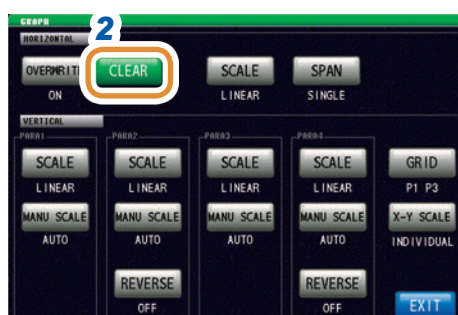 GRAPH
HORIZONTAL
2
OVERWRITE CLEAR SCALE SPAN
ON LINEAR SINGLE
VERTICAL
PARA1 PARA2 PARA3 PARA4
SCALE SCALE SCALE SCALE GRID
LINEAR LINEAR LINEAR LINEAR P1 P3
MANU SCALE MANU SCALE MANU SCALE MANU SCALE X-Y SCALE
AUTO AUTO AUTO AUTO INDIVIDUAL
REVERSE REVERSE
OFF OFF EXIT